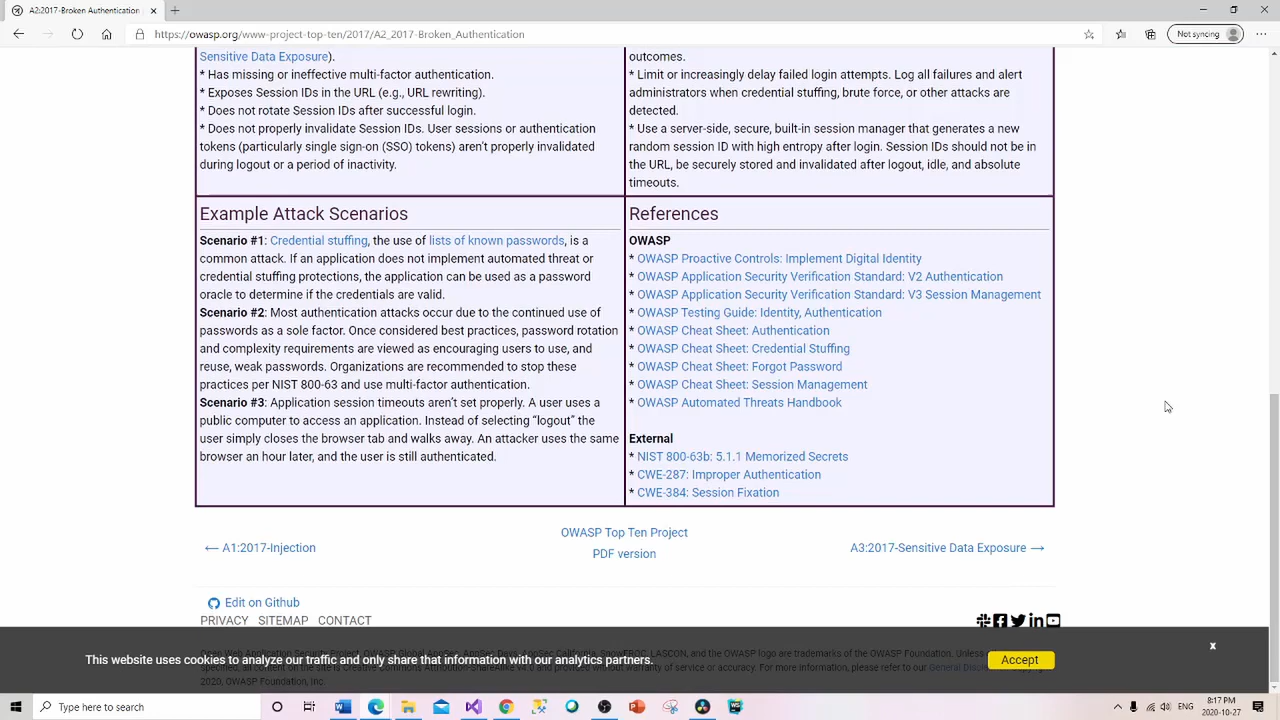 A2:2017-Broken Authentication
https://owasp.org/www-project-top-ten/2017/A2_2017-Broken_Authentication
Not syncing
Sensitive Data Exposure).
* Has missing or ineffective multi-factor authentication.
* Exposes Session IDs in the URL (e.g., URL rewriting).
* Does not rotate Session IDs after successful login.
* Does not properly invalidate Session IDs. User sessions or authentication
tokens (particularly single sign-on (SSO) tokens) aren't properly invalidated
during logout or a period of inactivity.
outcomes.
* Limit or increasingly delay failed login attempts. Log all failures and alert
administrators when credential stuffing, brute force, or other attacks are
detected.
* Use a server-side, secure, built-in session manager that generates a new
random session ID with high entropy after login. Session IDs should not be in
the URL, be securely stored and invalidated after logout, idle, and absolute
timeouts.
Example Attack Scenarios
Scenario #1: Credential stuffing, the use of lists of known passwords, is a
common attack. If an application does not implement automated threat or
credential stuffing protections, the application can be used as a password
oracle to determine if the credentials are valid.
Scenario #2: Most authentication attacks occur due to the continued use of
passwords as a sole factor. Once considered best practices, password rotation
and complexity requirements are viewed as encouraging users to use, and
reuse, weak passwords. Organizations are recommended to stop these
practices per NIST 800-63 and use multi-factor authentication.
Scenario #3: Application session timeouts aren't set properly. A user uses a
public computer to access an application. Instead of selecting “logout” the
user simply closes the browser tab and walks away. An attacker uses the same
browser an hour later, and the user is still authenticated.
References
OWASP
* OWASP Proactive Controls: Implement Digital Identity
* OWASP Application Security Verification Standard: V2 Authentication
* OWASP Application Security Verification Standard: V3 Session Management
* OWASP Testing Guide: Identity, Authentication
* OWASP Cheat Sheet: Authentication
* OWASP Cheat Sheet: Credential Stuffing
* OWASP Cheat Sheet: Forgot Password
* OWASP Cheat Sheet: Session Management
* OWASP Automated Threats Handbook
External
* NIST 800-63b: 5.1.1 Memorized Secrets
* CWE-287: Improper Authentication
* CWE-384: Session Fixation
← A1:2017-Injection
OWASP Top Ten Project
PDF version
A3:2017-Sensitive Data Exposure →
Edit on Github
PRIVACY SITEMAP CONTACT
This website uses cookies to analyze our traffic and only share that information with our analytics partners.
Accept
x
2020, OWASP Foundation, Inc.
Type here to search
8:17 PM
2020-10-27